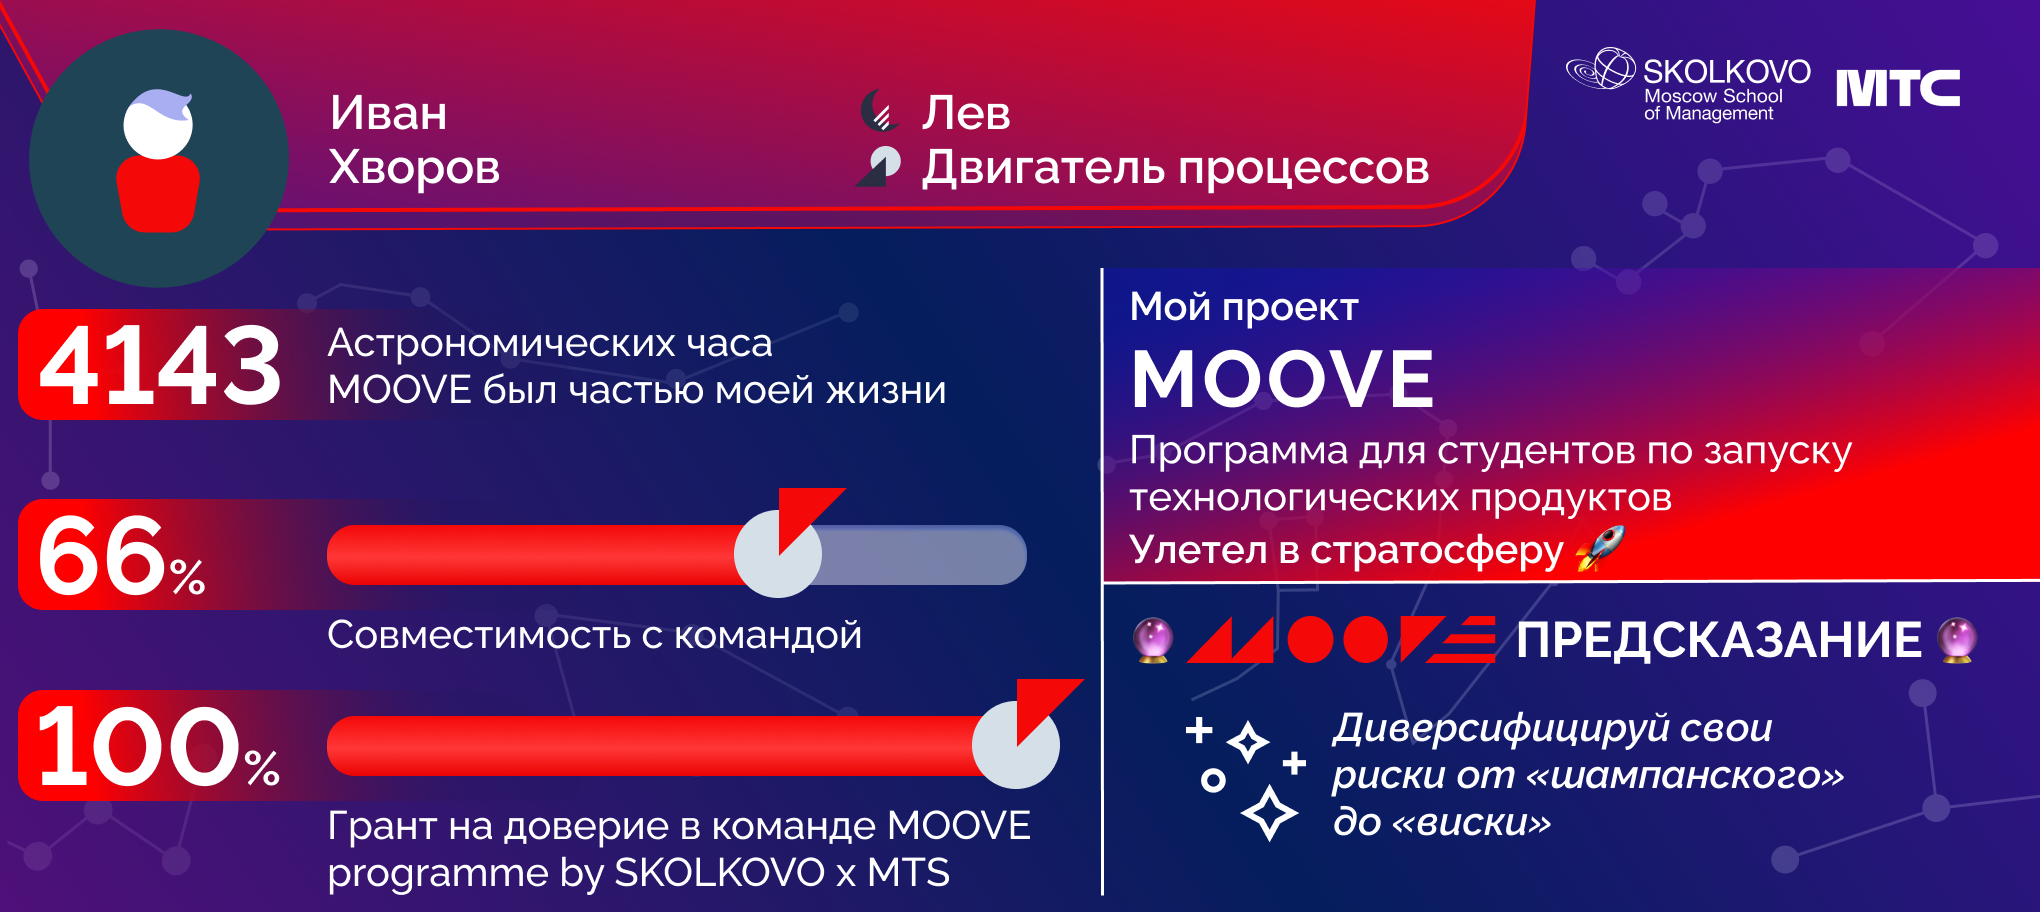 Иван
Хворов
Лев
Двигатель процессов
SKOLKOVO
Moscow School
of Management
МТС
4143
Астрономических часа
MOOVE был частью моей жизни
66%
Совместимость с командой
100%
Грант на доверие в команде MOOVE
programme by SKOLKOVO x MTS
Мой проект
MOOVE
Программа для студентов по запуску
технологических продуктов
Улетел в стратосферу 🚀
🔮 MOOVE ПРЕДСКАЗАНИЕ 🔮
Диверсифицируй свои
риски от «шампанского»
до «виски»